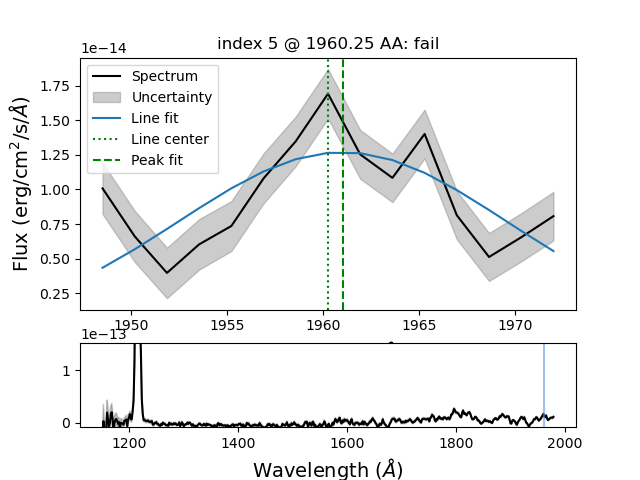 index 5 @ 1960.25 AA: fail
1e−14
Spectrum
Uncertainty
Line fit
Line center
Peak fit
Flux (erg/cm²/s/Å)
1.75
1.50
1.25
1.00
0.75
0.50
0.25
1950 1955 1960 1965 1970
1e−13
1
0
1200 1400 1600 1800 2000
Wavelength (Å)